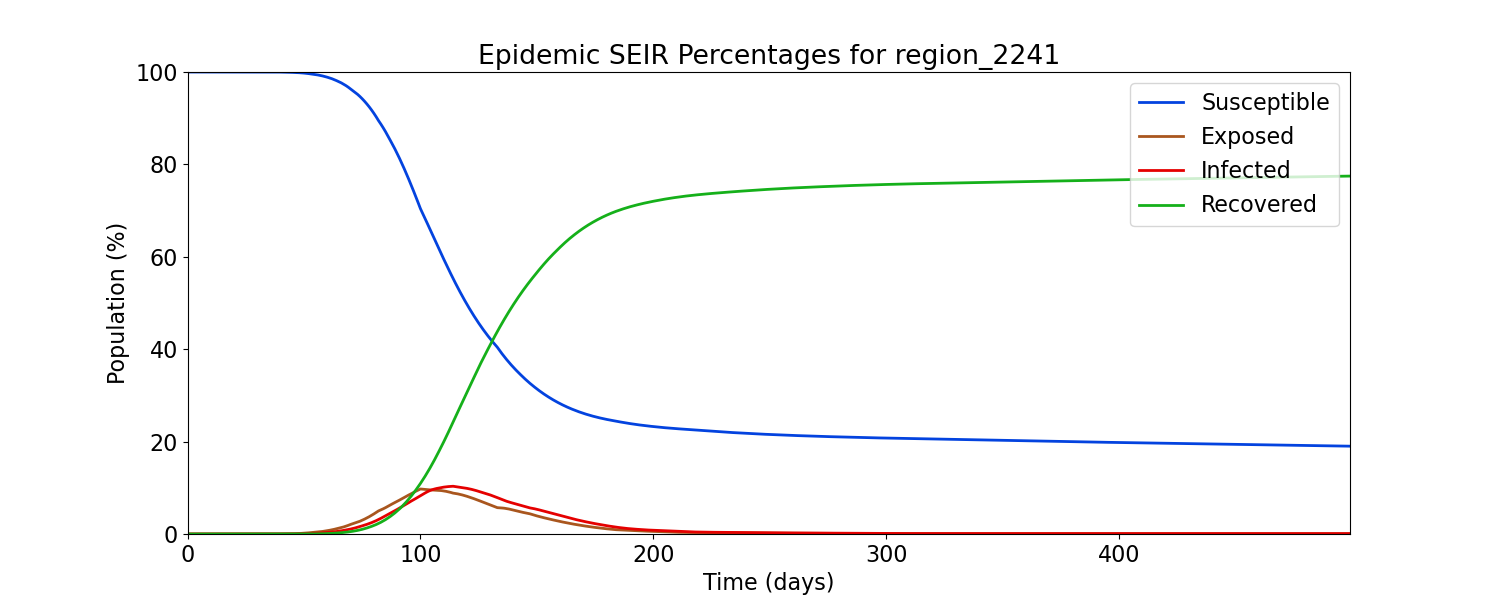 Epidemic SEIR Percentages for region_2241
Population (%)
100
80
60
40
20
0
Susceptible
Exposed
Infected
Recovered
0 100 200 300 400
Time (days)